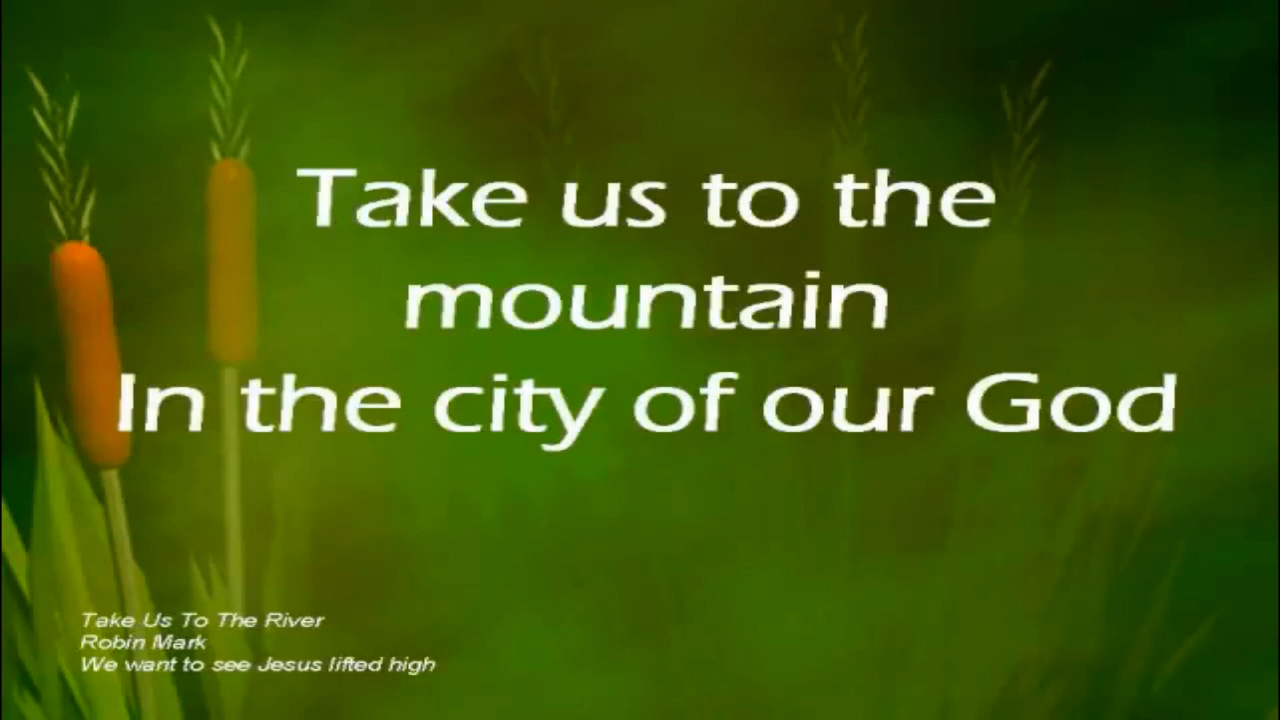 Take us to the
mountain
In the city of our God
Take Us To The River
Robin Mark
We want to see Jesus lifted high